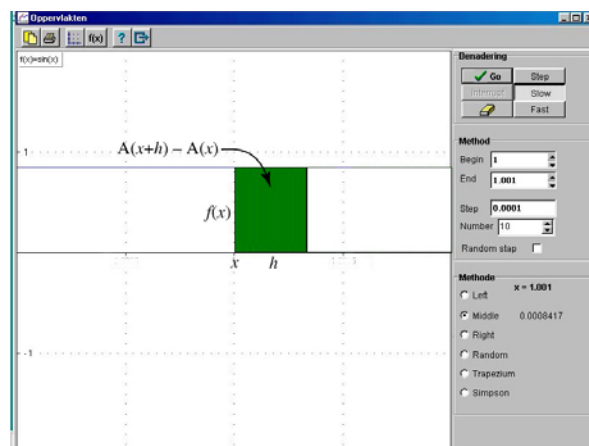 Oppervlakten
f(x)
?
f(x)=sin(x)
1
A(x+h) – A(x)
f(x)
x h
-1
Benadering
Go Step
Interrupt Slow
Fast
Method
Begin 1
End 1.001
Step 0.0001
Number 10
Random stap
Methode
x = 1.001
Left
Middle 0.0008417
Right
Random
Trapezium
Simpson